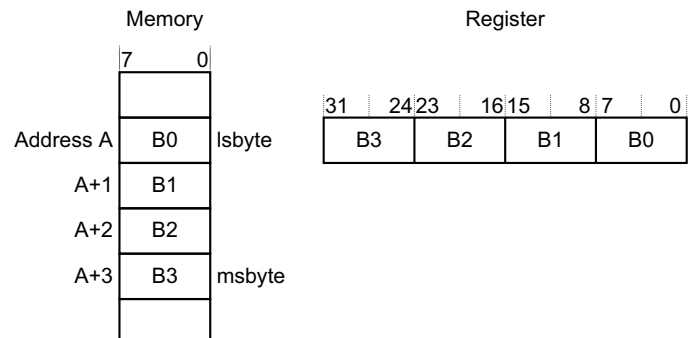 Memory
Register
7 0
31 24 23 16 15 8 7 0
Address A B0 lsbyte
B3 B2 B1 B0
A+1 B1
A+2 B2
A+3 B3 msbyte